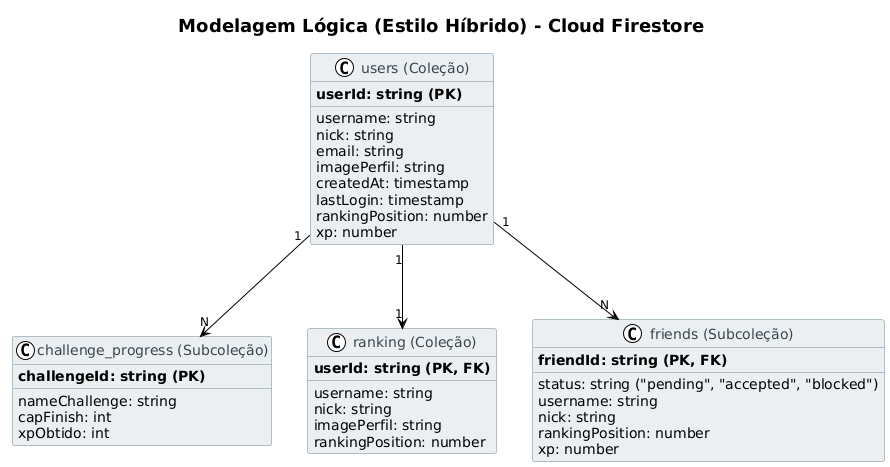 Modelagem Lógica (Estilo Híbrido) - Cloud Firestore
C users (Coleção)
userId: string (PK)
username: string
nick: string
email: string
imagePerfil: string
createdAt: timestamp
lastLogin: timestamp
rankingPosition: number
xp: number
1
1
1
N
1
N
C challenge_progress (Subcoleção)
challengeId: string (PK)
nameChallenge: string
capFinish: int
xpObtido: int
C ranking (Coleção)
userId: string (PK, FK)
username: string
nick: string
imagePerfil: string
rankingPosition: number
C friends (Subcoleção)
friendId: string (PK, FK)
status: string ("pending", "accepted", "blocked")
username: string
nick: string
rankingPosition: number
xp: number